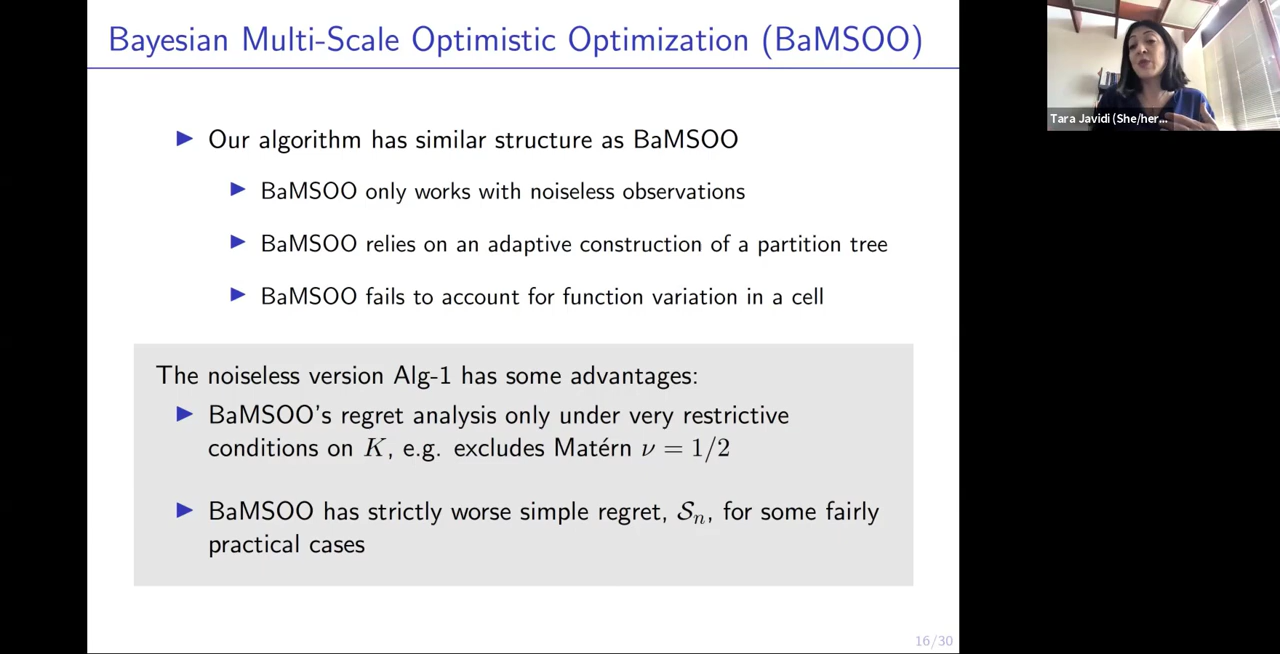 Bayesian Multi-Scale Optimistic Optimization (BaMSOO)
Tara Javidi (She/her...
▶ Our algorithm has similar structure as BaMSOO
▶ BaMSOO only works with noiseless observations
▶ BaMSOO relies on an adaptive construction of a partition tree
▶ BaMSOO fails to account for function variation in a cell
The noiseless version Alg-1 has some advantages:
▶ BaMSOO's regret analysis only under very restrictive
conditions on K, e.g. excludes Matérn ν = 1/2
▶ BaMSOO has strictly worse simple regret, 𝒮ₙ, for some fairly
practical cases
16/30